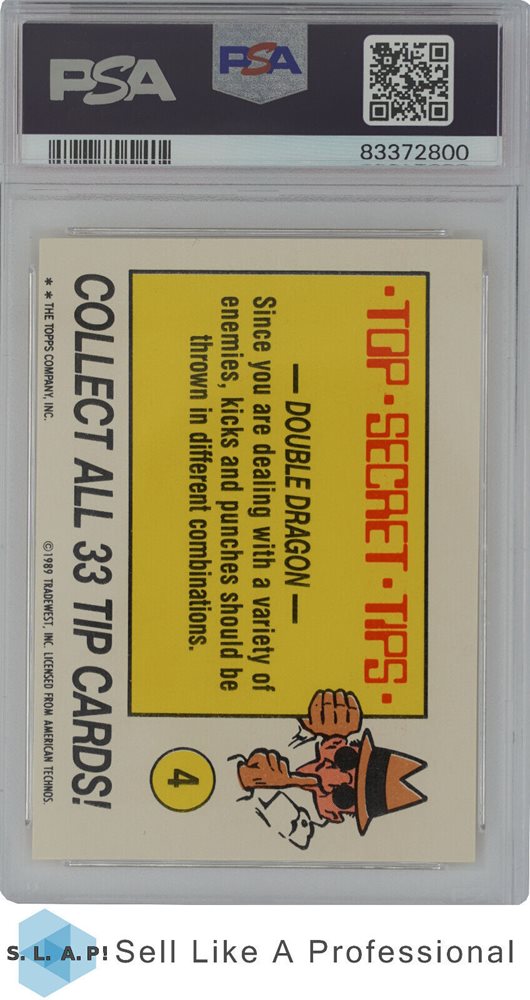 PSA
PSA
83372800
·TOP·SECRET·TIPS·
— DOUBLE DRAGON —
Since you are dealing with a variety of
enemies, kicks and punches should be
thrown in different combinations.
4
COLLECT ALL 33 TIP CARDS!
* * THE TOPPS COMPANY, INC. ©1989 TRADEWEST, INC. LICENSED FROM AMERICAN TECHNOS.
S. L. A. P! Sell Like A Professional